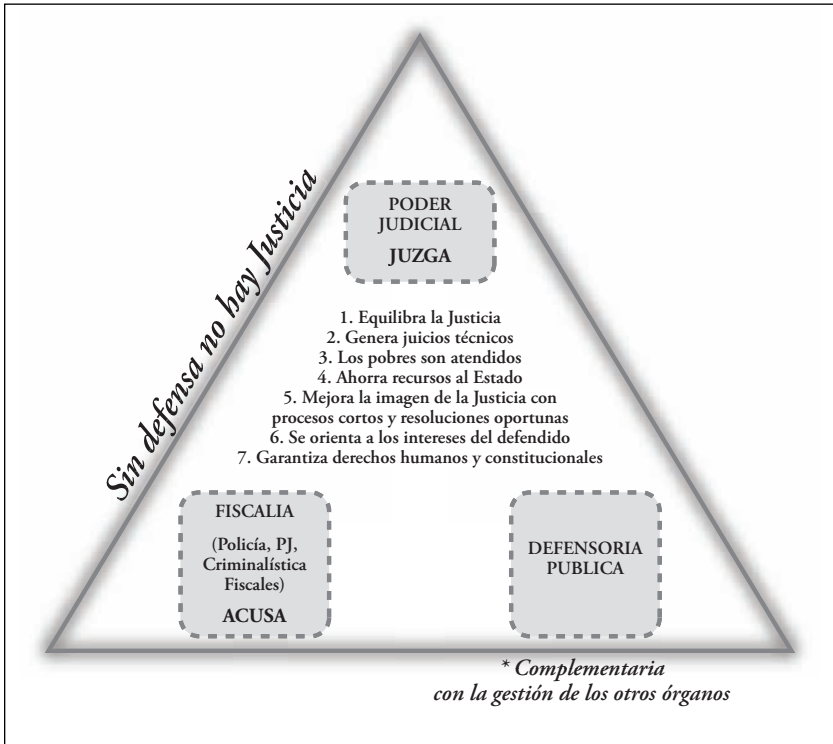 Sin defensa no hay Justicia
PODER
JUDICIAL
JUZGA
1. Equilibra la Justicia
2. Genera juicios técnicos
3. Los pobres son atendidos
4. Ahorra recursos al Estado
5. Mejora la imagen de la Justicia con
procesos cortos y resoluciones oportunas
6. Se orienta a los intereses del defendido
7. Garantiza derechos humanos y constitucionales
FISCALIA
(Policía, PJ,
Criminalística
Fiscales)
ACUSA
DEFENSORIA
PUBLICA
* Complementaria
con la gestión de los otros órganos